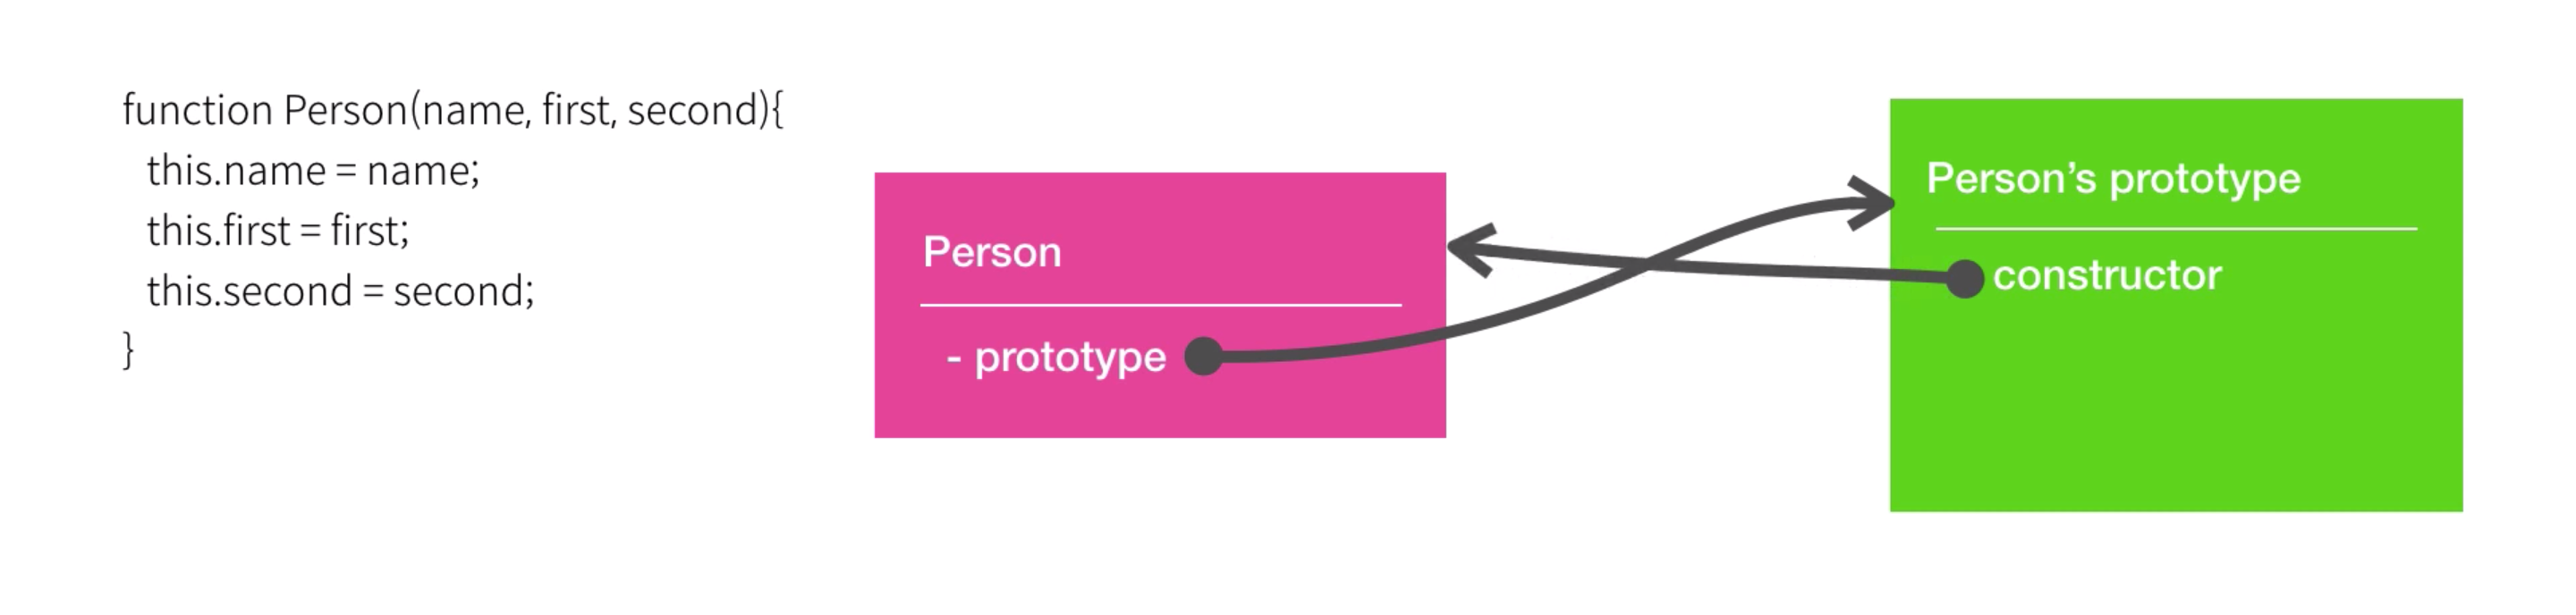 function Person(name, first, second){
this.name = name;
this.first = first;
this.second = second;
}
Person
- prototype
Person’s prototype
constructor